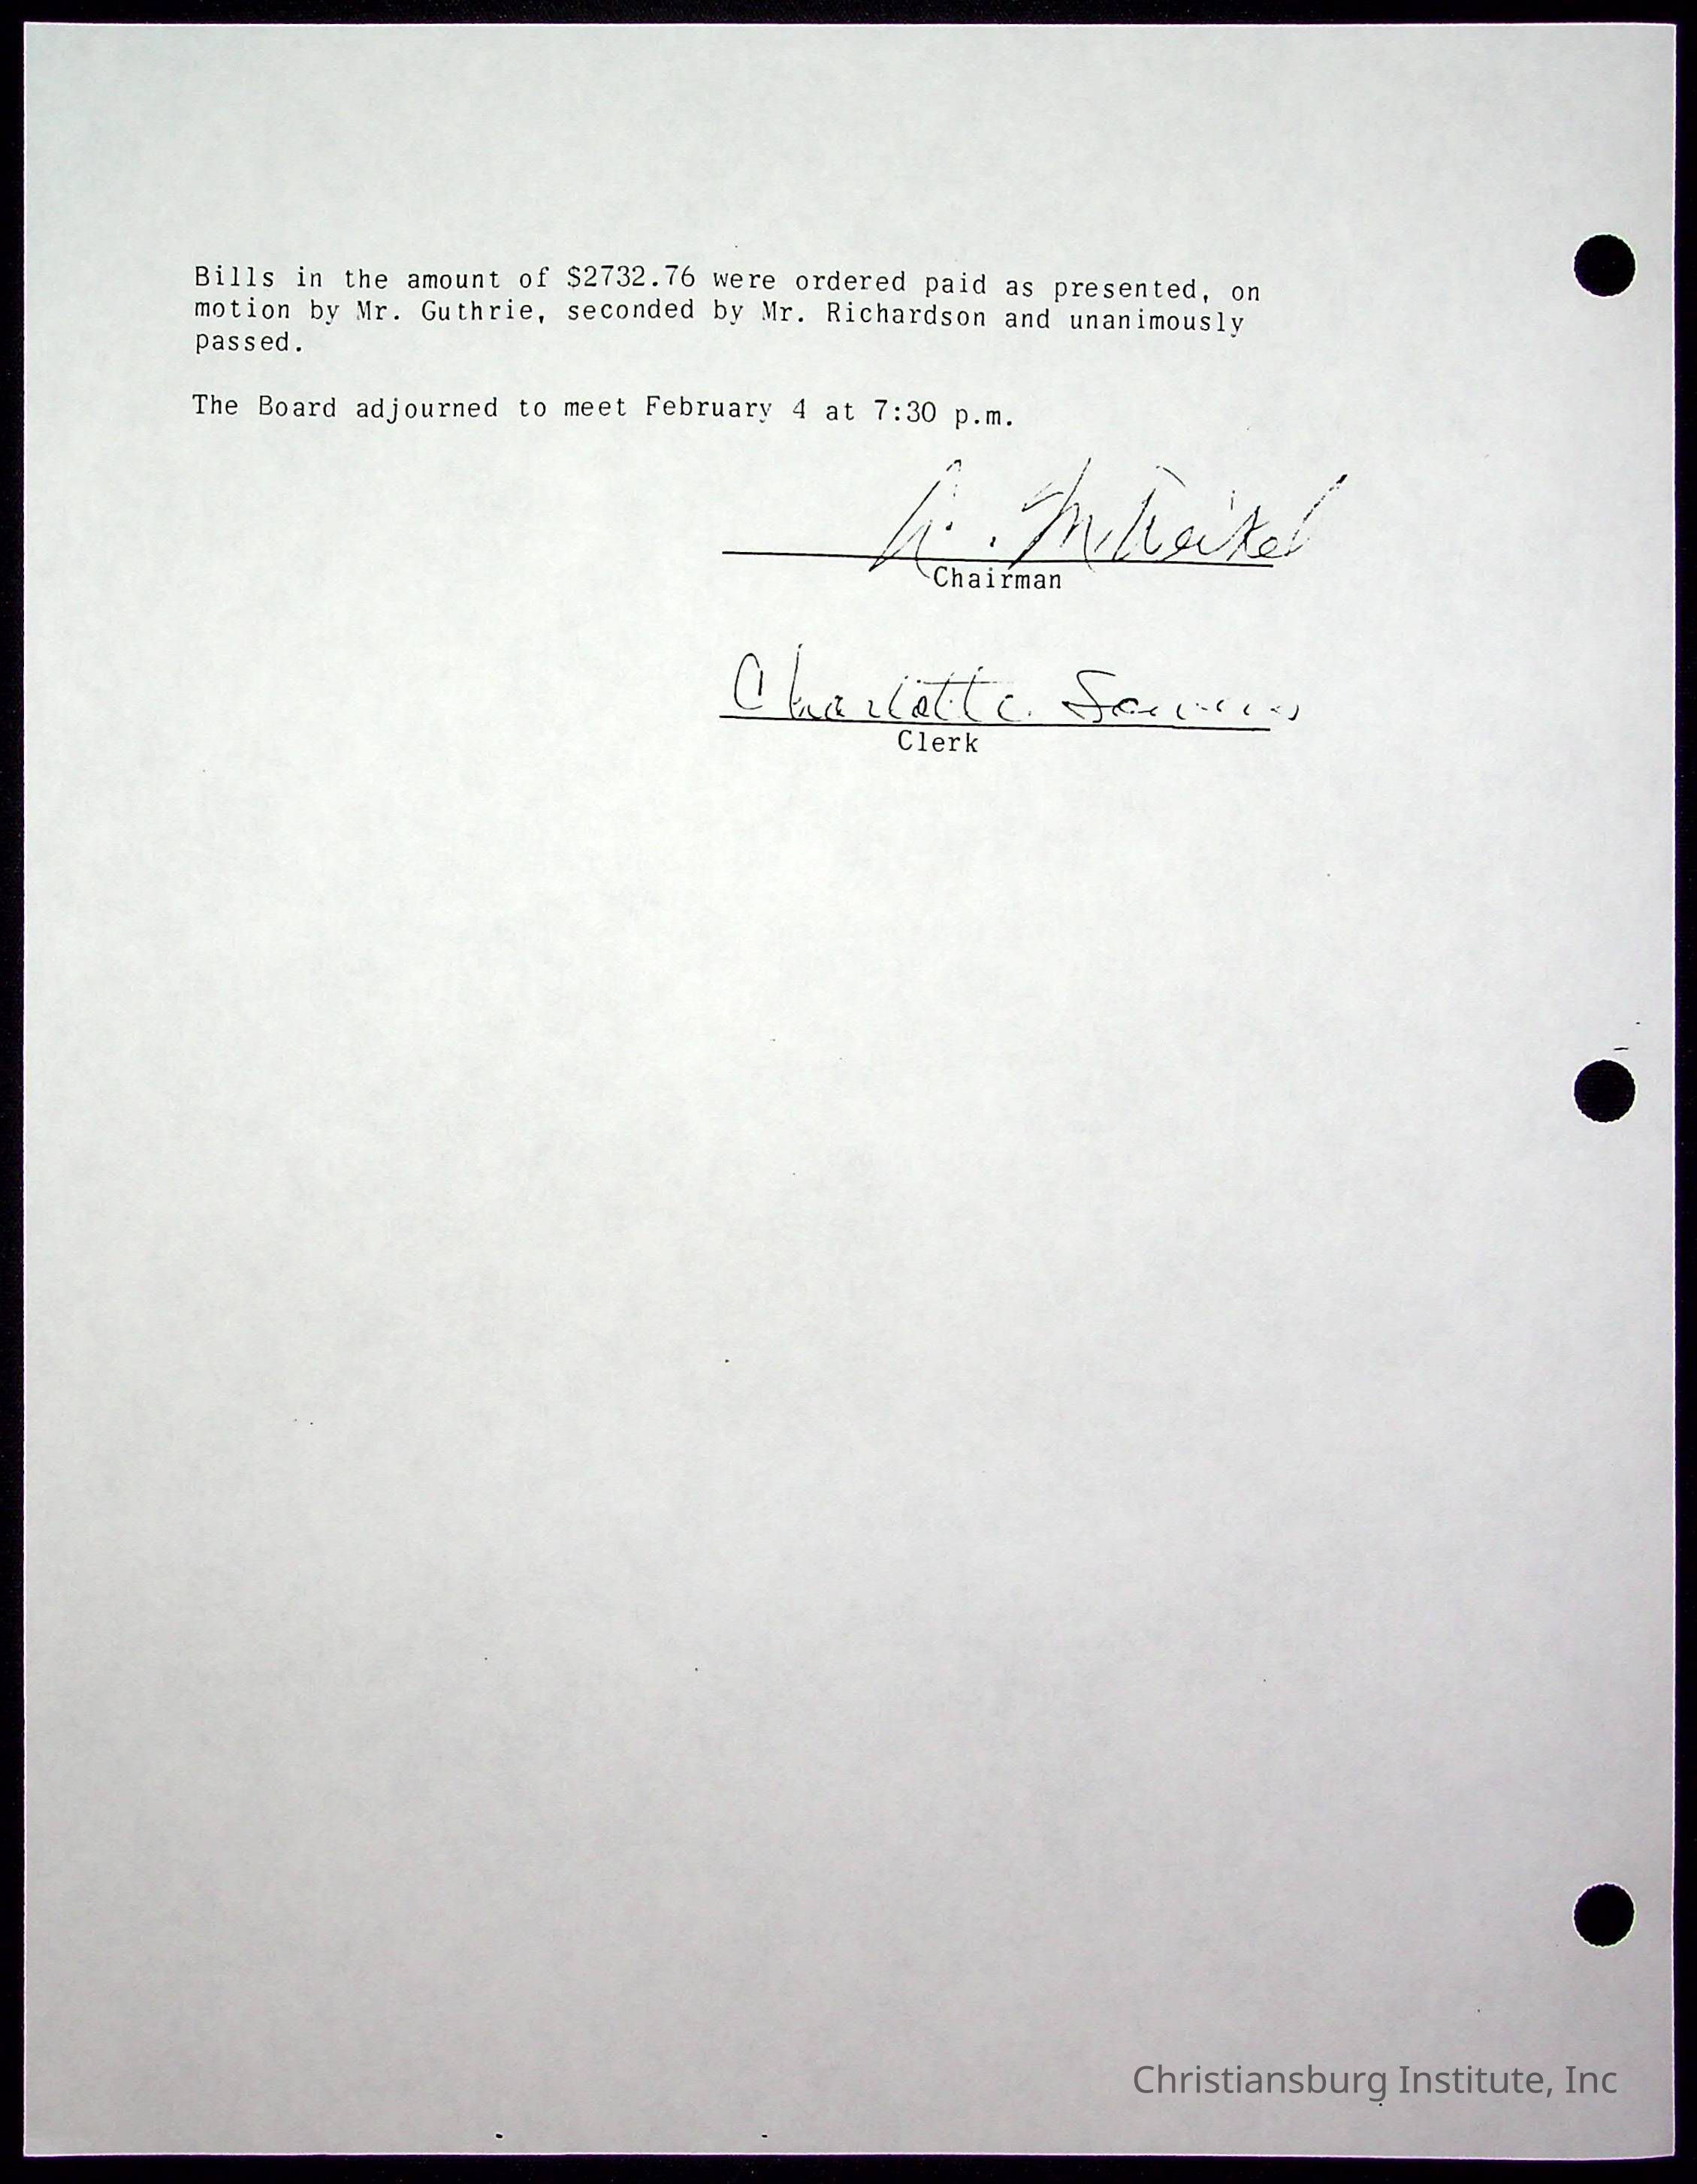 Bills in the amount of $2732.76 were ordered paid as presented, on
motion by Mr. Guthrie, seconded by Mr. Richardson and unanimously
passed.
The Board adjourned to meet February 4 at 7:30 p.m.
Chairman
Charlotte
Clerk
Christiansburg Institute, Inc